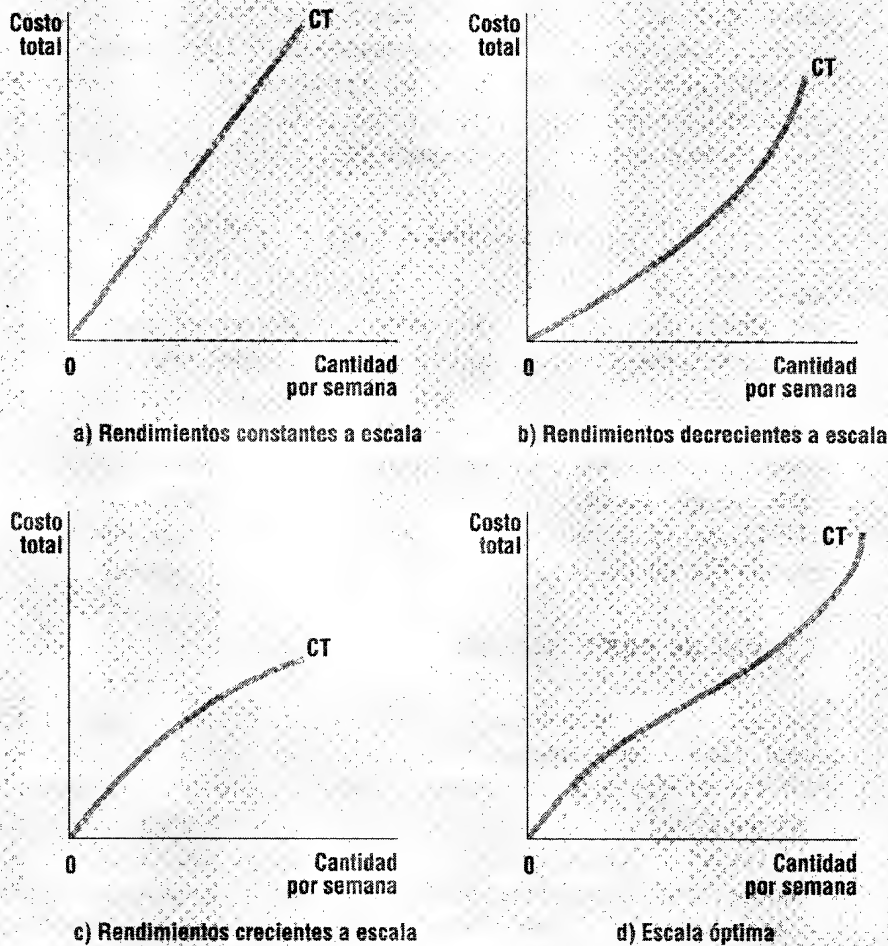 Costo
total
CT
0
Cantidad
por semana
a) Rendimientos constantes a escala
Costo
total
CT
0
Cantidad
por semana
b) Rendimientos decrecientes a escala
Costo
total
CT
0
Cantidad
por semana
c) Rendimientos crecientes a escala
Costo
total
CT
0
Cantidad
por semana
d) Escala óptima